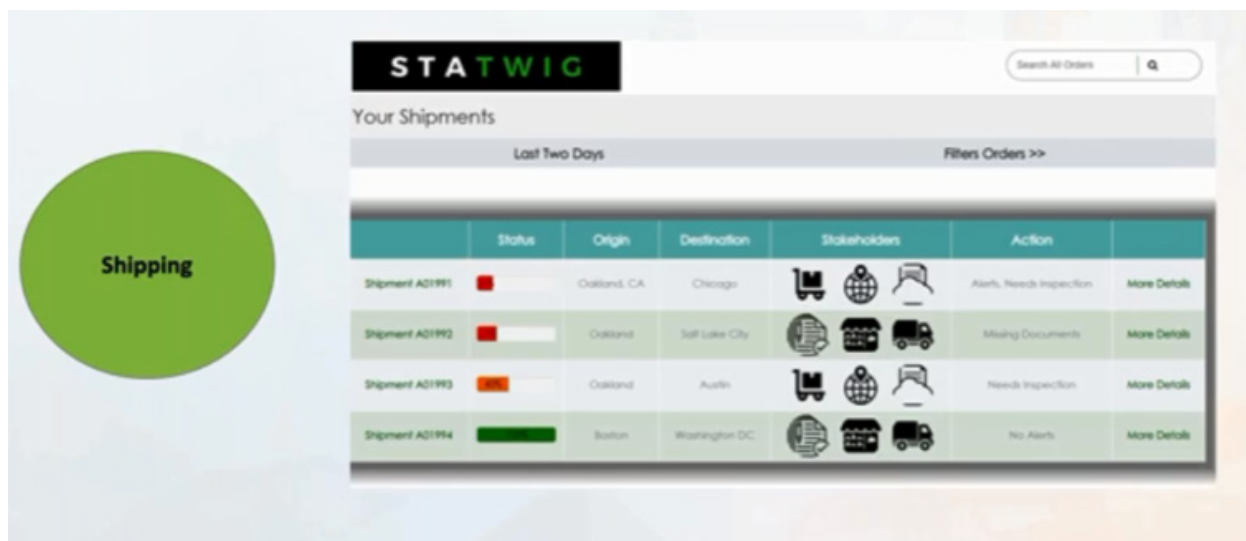 STATWIG
Search All Orders
Your Shipments
Last Two Days Filters Orders >>
Shipping
Status Origin Destination Stakeholders Action
Shipment A01991 Oakland, CA Chicago Alerts, Needs Inspection More Details
Shipment A01992 Oakland Salt Lake City Missing Documents More Details
Shipment A01993 40% Oakland Austin Needs Inspection More Details
Shipment A01994 Boston Washington DC No Alerts More Details